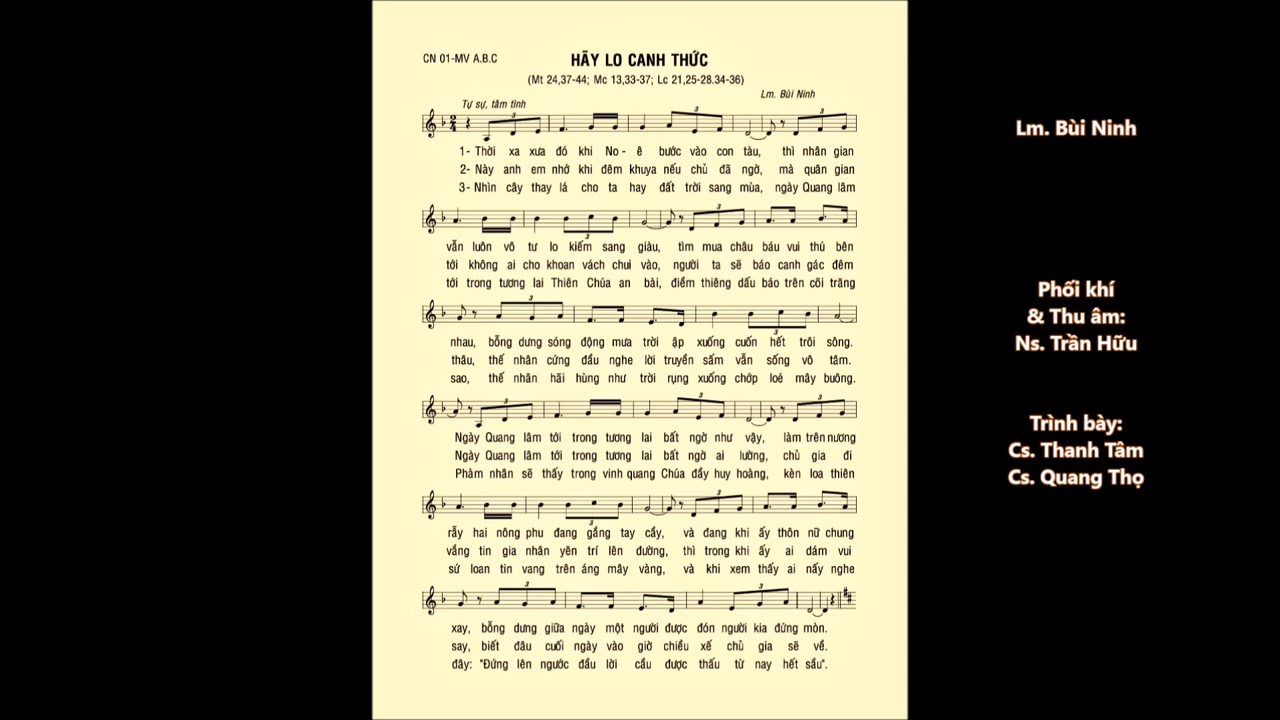 CN 01-MV A.B.C
HÃY LO CANH THỨC
(Mt 24,37-44; Mc 13,33-37; Lc 21,25-28.34-36)
Lm. Bùi Ninh
Tự sự, tâm tình
1- Thời xa xưa đó khi No - ê bước vào con tàu, thì nhân gian
2- Này anh em nhớ khi đêm khuya nếu chủ đã ngờ, mà quân gian
3- Nhìn cây thay lá cho ta hay đất trời sang mùa, ngày Quang lâm
vẫn luôn vô tư lo kiếm sang giàu, tìm mua châu báu vui thú bên
tới không ai cho khoan vách chui vào, người ta sẽ báo canh gác đêm
tới trong tương lai Thiên Chúa an bài, điềm thiêng dấu báo trên cõi trăng
nhau, bỗng dưng sóng động mưa trời ập xuống cuốn hết trôi sông.
thâu, thế nhân cứng đầu nghe lời truyền sấm vẫn sống vô tâm.
sao, thế nhân hãi hùng như trời rụng xuống chớp loé mây buông.
Ngày Quang lâm tới trong tương lai bất ngờ như vậy, làm trên nương
Ngày Quang lâm tới trong tương lai bất ngờ ai lường, chủ gia đi
Phàm nhân sẽ thấy trong vinh quang Chúa đầy huy hoàng, kèn loa thiên
rẫy hai nông phu đang gắng tay cầy, và đang khi ấy thôn nữ chung
vắng tin gia nhân yên trí lên đường, thì trong khi ấy ai dám vui
sứ loan tin vang trên áng mây vàng, và khi xem thấy ai nấy nghe
xay, bỗng dưng giữa ngày một người được đón người kia đứng mòn.
say, biết đâu cuối ngày vào giờ chiều xế chủ gia sẽ về.
đây: "Đứng lên ngước đầu lời cầu được thấu từ nay hết sầu".
Lm. Bùi Ninh
Phối khí
& Thu âm:
Ns. Trần Hữu
Trình bày:
Cs. Thanh Tâm
Cs. Quang Thọ